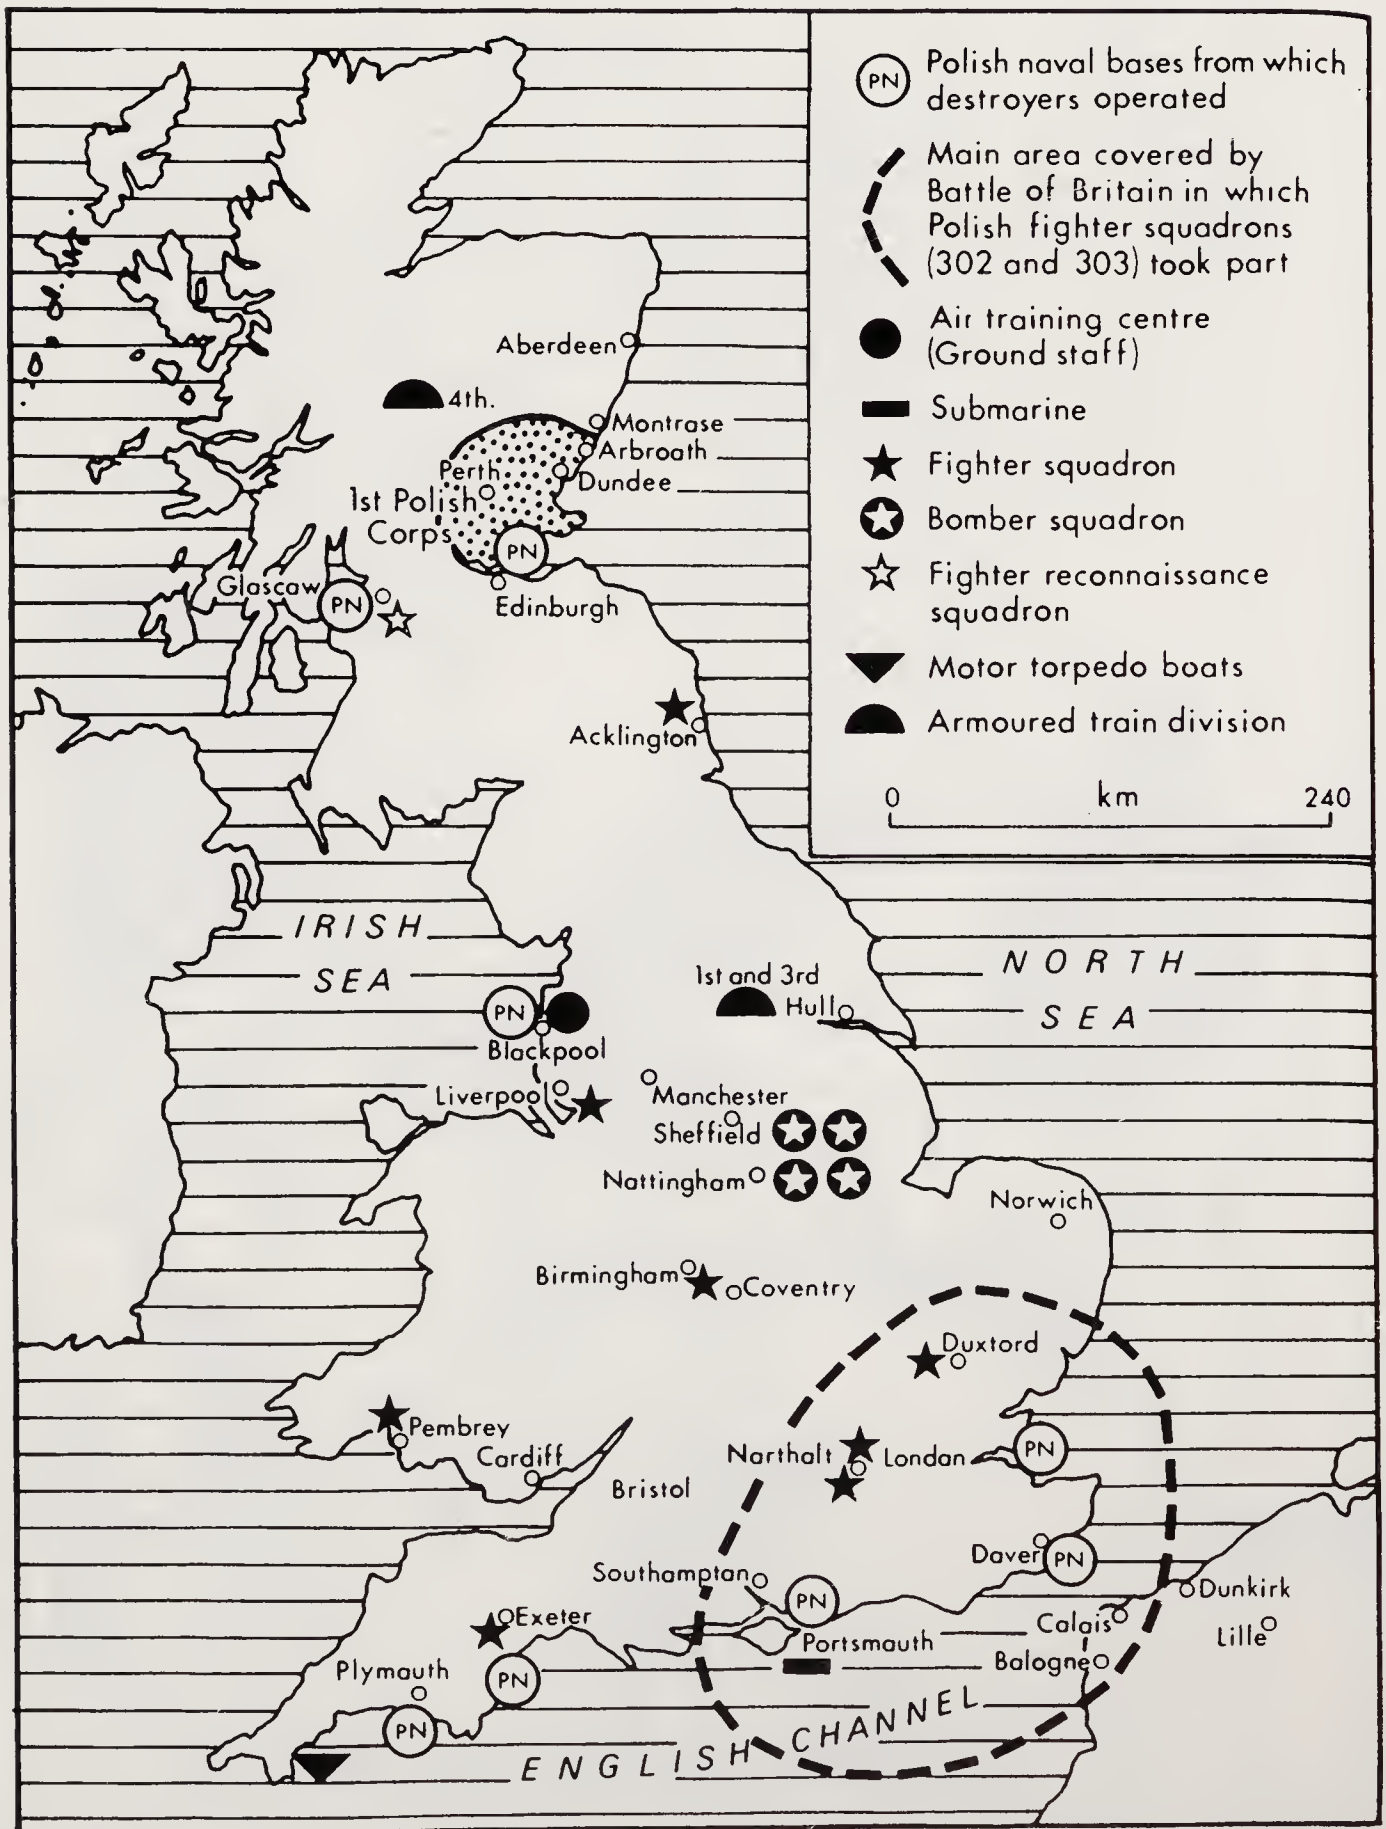 PN
Polish naval bases from which
destroyers operated
Main area covered by
Battle of Britain in which
Polish fighter squadrons
(302 and 303) took part
Air training centre
(Ground staff)
Submarine
Fighter squadron
Bomber squadron
Fighter reconnaissance
squadron
Motor torpedo boats
Armoured train division
0 km 240
Aberdeen
4th.
Montrase
Arbroath
Perth
Dundee
1st Polish
Corps
PN
Glascaw
PN
Edinburgh
Acklington
IRISH
SEA
NORTH
SEA
1st and 3rd
Hull
PN
Blackpool
Liverpool
Manchester
Sheffield
Nattingham
Norwich
Birmingham
Coventry
Duxtord
Pembrey
Cardiff
Bristol
Narthalt
Londan
PN
Daver
PN
Southamptan
PN
Portsmauth
Dunkirk
Calais
Lille
Balogne
Exeter
PN
Plymauth
PN
ENGLISH CHANNEL